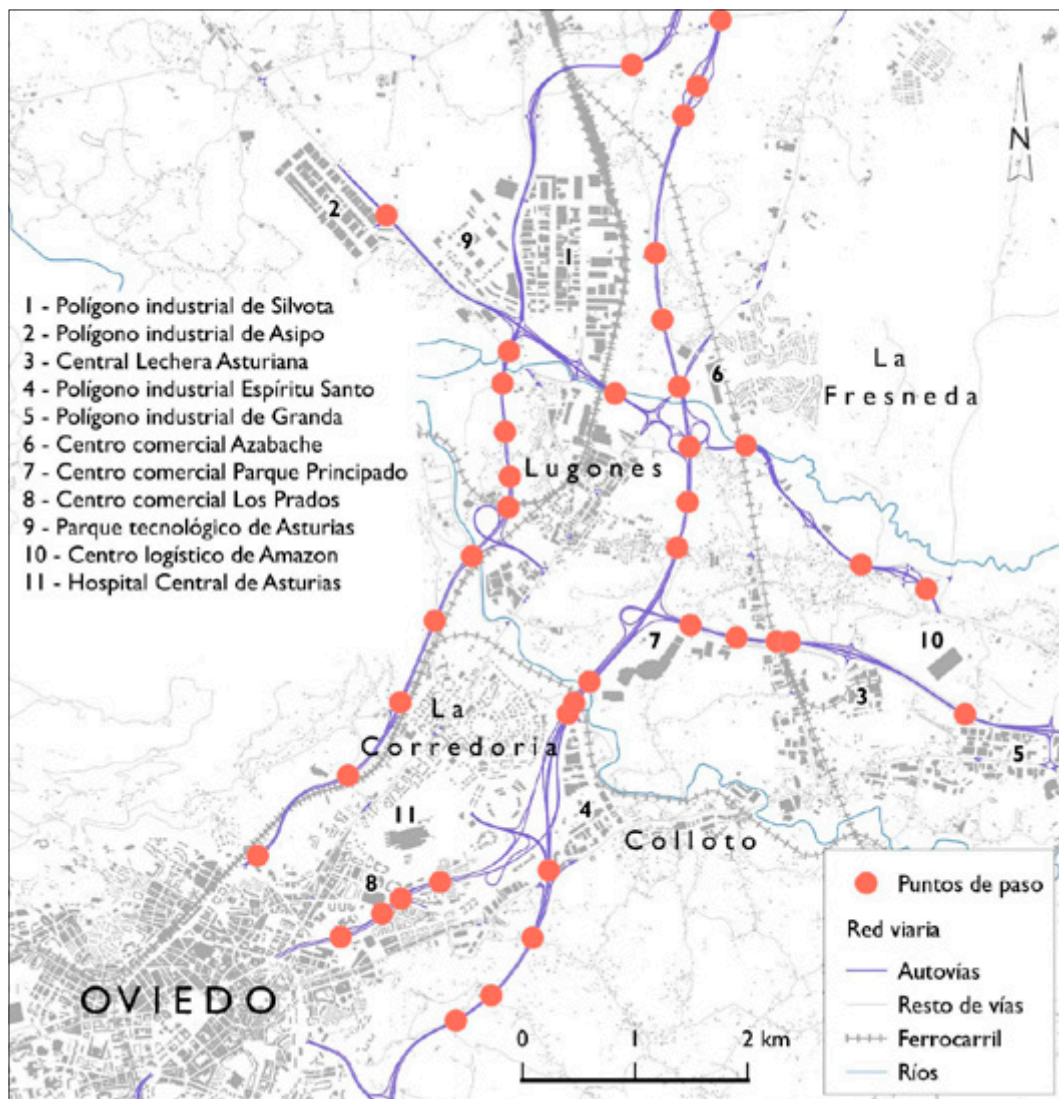 N
2
9
1
1 - Polígono industrial de Silvota
2 - Polígono industrial de Asipo
3 - Central Lechera Asturiana
4 - Polígono industrial Espíritu Santo
5 - Polígono industrial de Granda
6 - Centro comercial Azabache
7 - Centro comercial Parque Principado
8 - Centro comercial Los Prados
9 - Parque tecnológico de Asturias
10 - Centro logístico de Amazon
11 - Hospital Central de Asturias
La
Fresneda
6
Lugones
7
10
3
5
La
Corredoria
4
11
Colloto
8
OVIEDO
0 1 2 km
Puntos de paso
Red viaria
Autovías
Resto de vías
Ferrocarril
Ríos